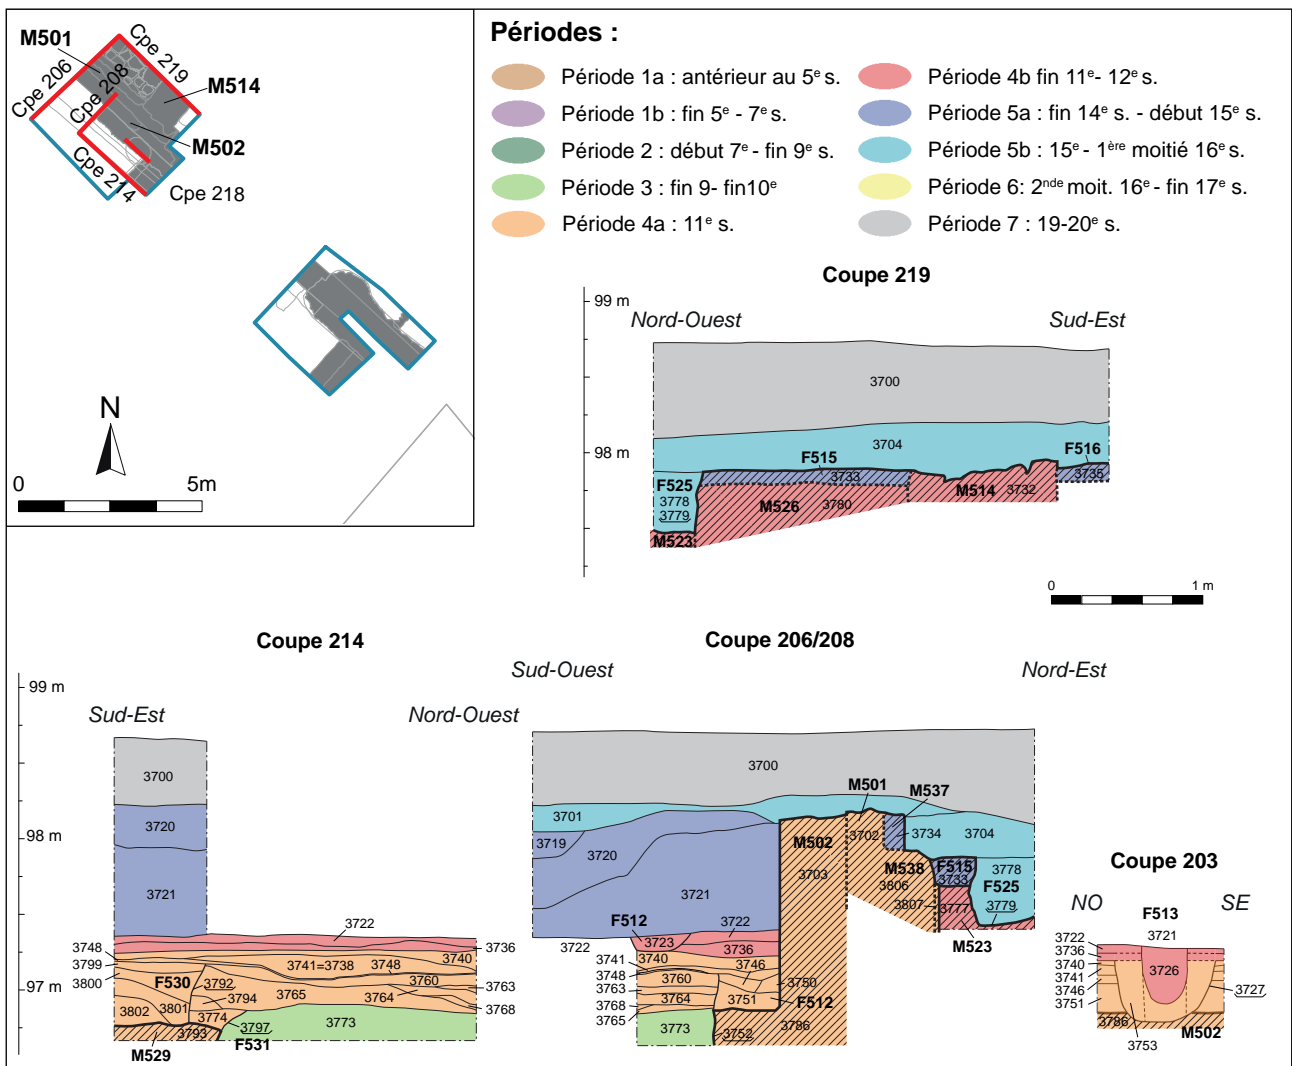 M501
Cpe 219
Cpe 206
Cpe 208
M514
M502
Cpe 214
Cpe 218
N
0 5m
Périodes :
Période 1a : antérieur au 5e s.
Période 1b : fin 5e - 7e s.
Période 2 : début 7e - fin 9e s.
Période 3 : fin 9- fin10e
Période 4a : 11e s.
Période 4b fin 11e- 12e s.
Période 5a : fin 14e s. - début 15e s.
Période 5b : 15e - 1ère moitié 16e s.
Période 6: 2nde moit. 16e - fin 17e s.
Période 7 : 19-20e s.
Coupe 219
99 m
Nord-Ouest Sud-Est
3700
3704
98 m
F515 F516
3733 3735
F525
3778
3779
M526 3780
M514 3732
M523
0 1 m
Coupe 214
99 m
Sud-Est Nord-Ouest
3700
3720
98 m
3721
3722
3748 3736
3799 3741=3738 3748 3740
3800 F530 3792 3760 3763
97 m
3802 3801 3794 3765 3764 3768
3774
3793 3797 3773
M529 F531
Coupe 206/208
Sud-Ouest Nord-Est
3700
M501 M537
3701 3702 3734 3704
3719 3720 M502
3703 M538 F515 3778
3721 3806 3733 F525
F512 3807 3777 3779
3722 3723 3722
3736 M523
3741 3740
3748 3760 3746
3763 3750
3768 3764 3751 F512
3765
3773 3752 3786
Coupe 203
NO SE
F513
3721
3722
3736
3740 3726
3741
3746 3727
3751
3786 M502
3753